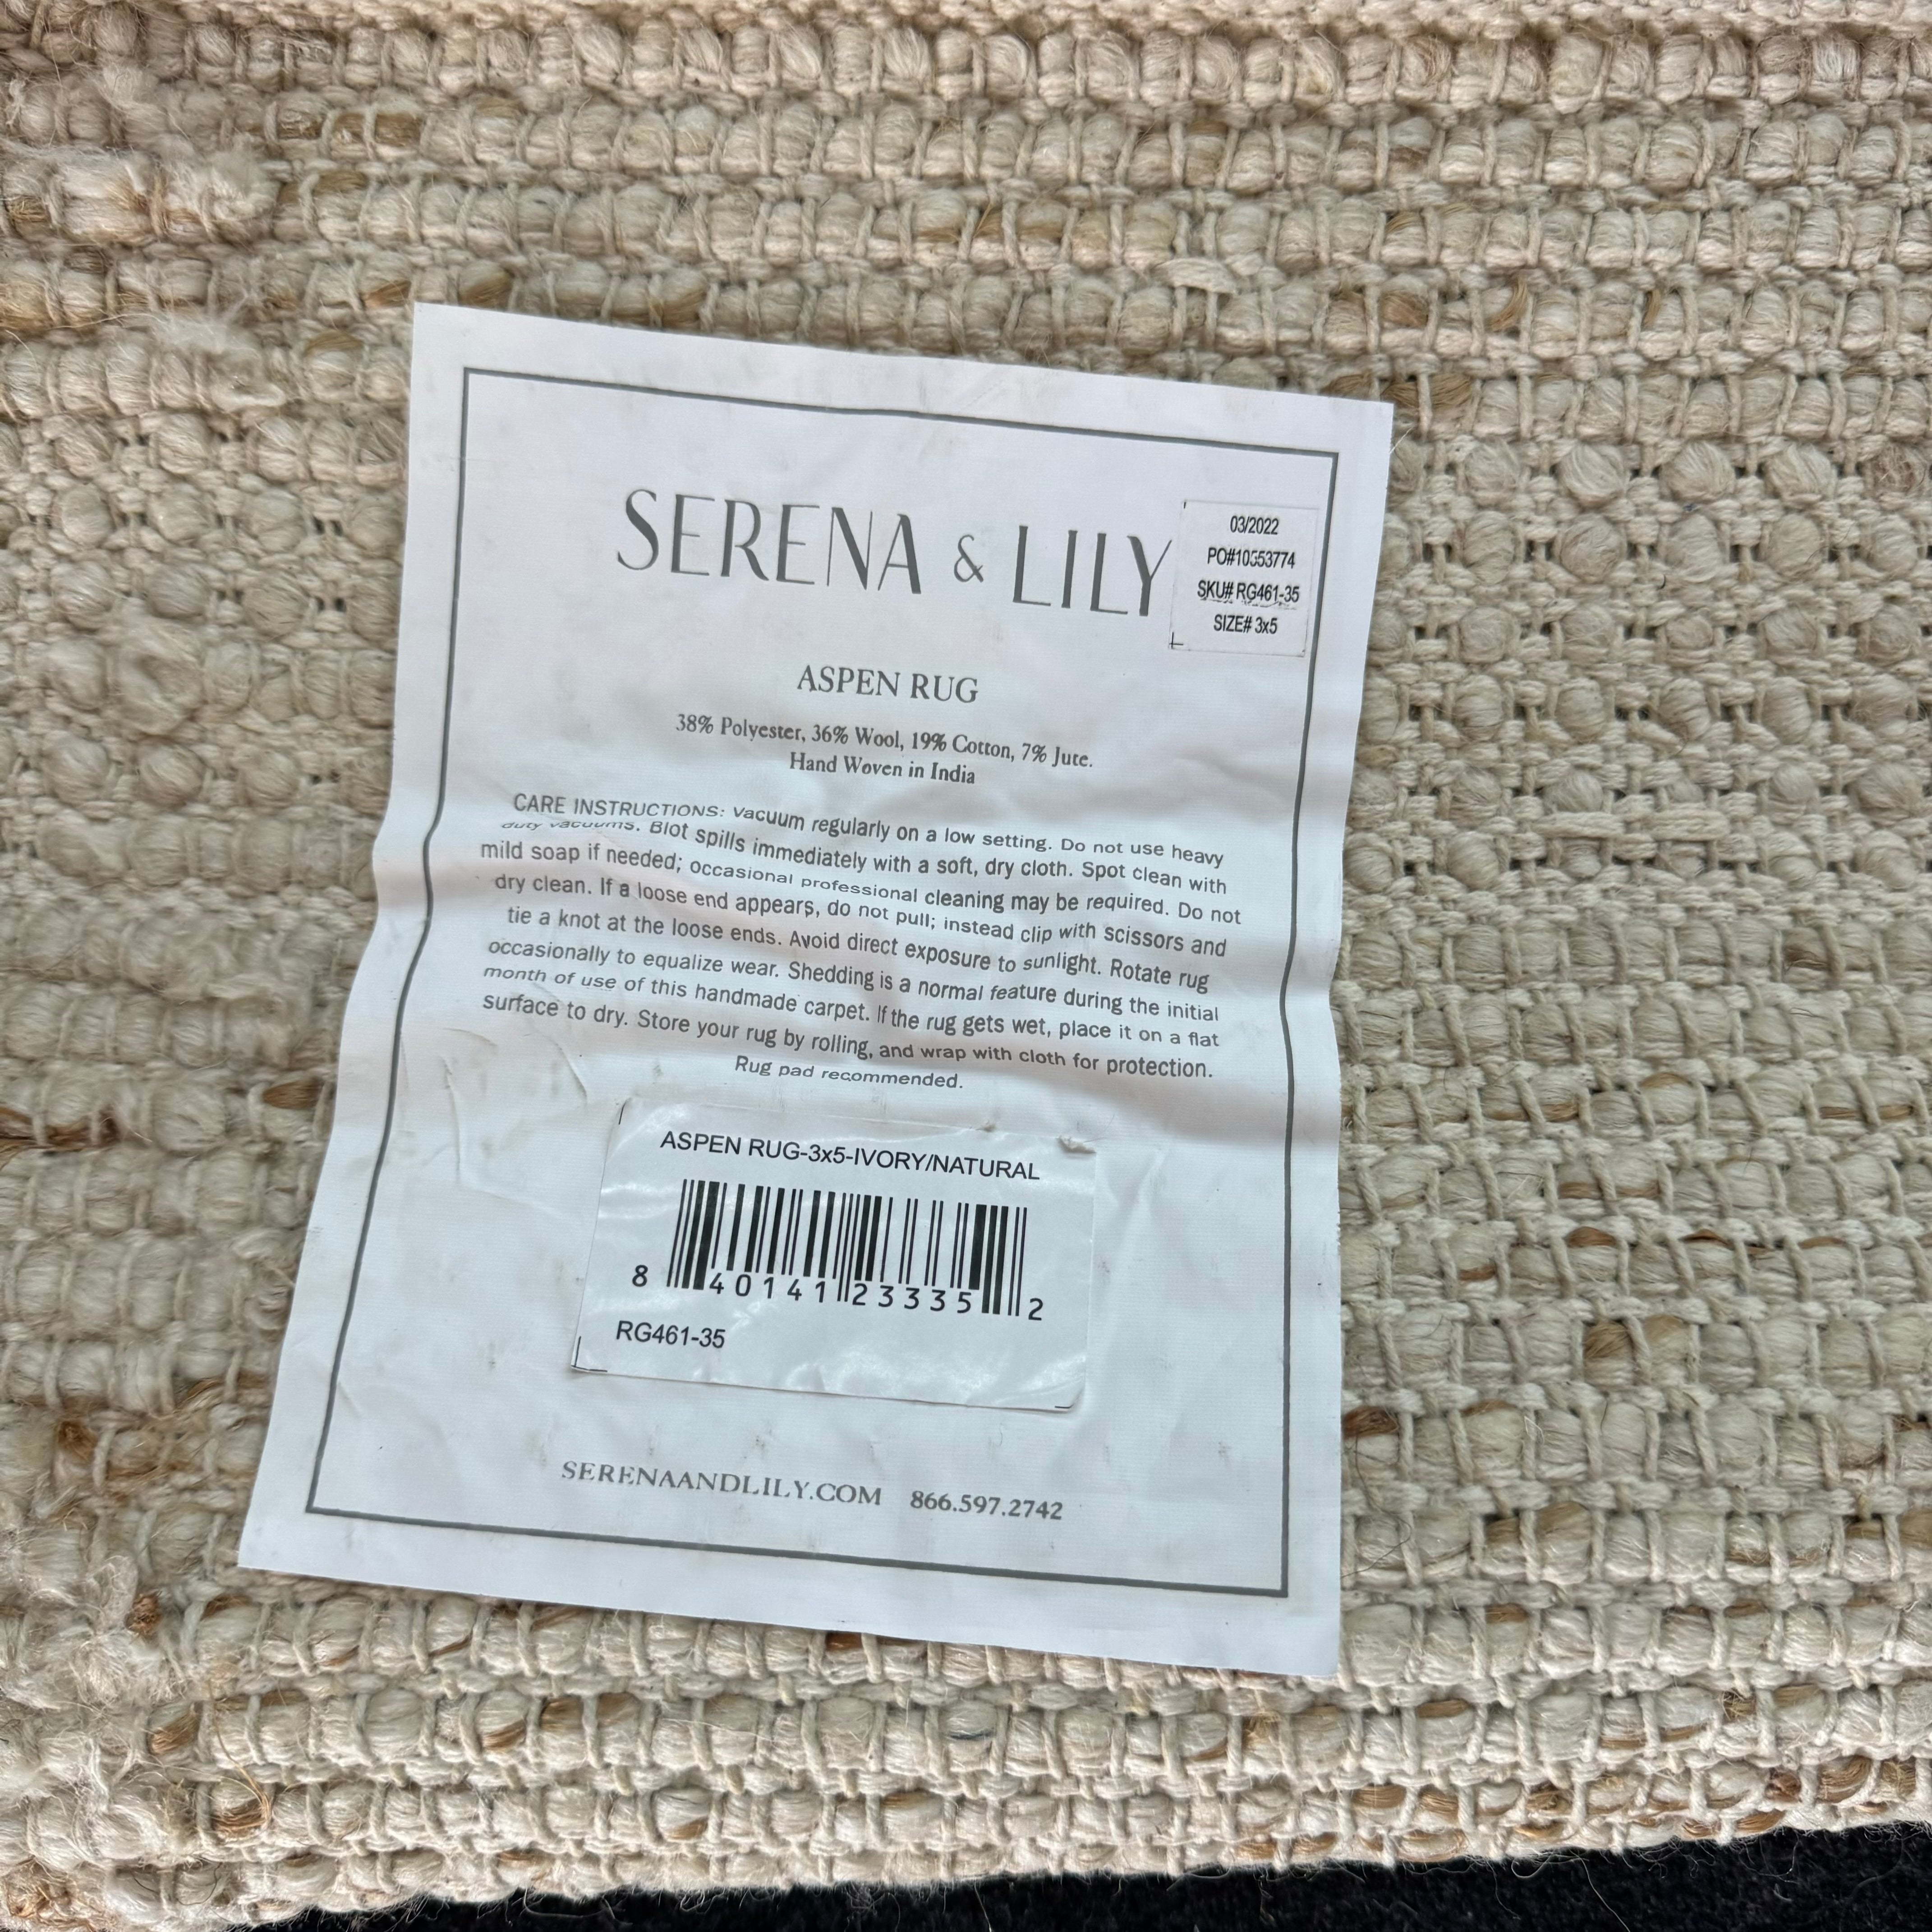 SERENA & LILY
03/2022
PO#10553774
SKU# RG461-35
SIZE# 3x5
ASPEN RUG
38% Polyester, 36% Wool, 19% Cotton, 7% Jute.
Hand Woven in India
CARE INSTRUCTIONS: Vacuum regularly on a low setting. Do not use heavy
duty vacuums. Blot spills immediately with a soft, dry cloth. Spot clean with
mild soap if needed; occasional professional cleaning may be required. Do not
dry clean. If a loose end appears, do not pull; instead clip with scissors and
tie a knot at the loose ends. Avoid direct exposure to sunlight. Rotate rug
occasionally to equalize wear. Shedding is a normal feature during the initial
month of use of this handmade carpet. If the rug gets wet, place it on a flat
surface to dry. Store your rug by rolling, and wrap with cloth for protection.
Rug pad recommended.
ASPEN RUG-3x5-IVORY/NATURAL
8 40141 23335 2
RG461-35
SERENAANDLILY.COM 866.597.2742